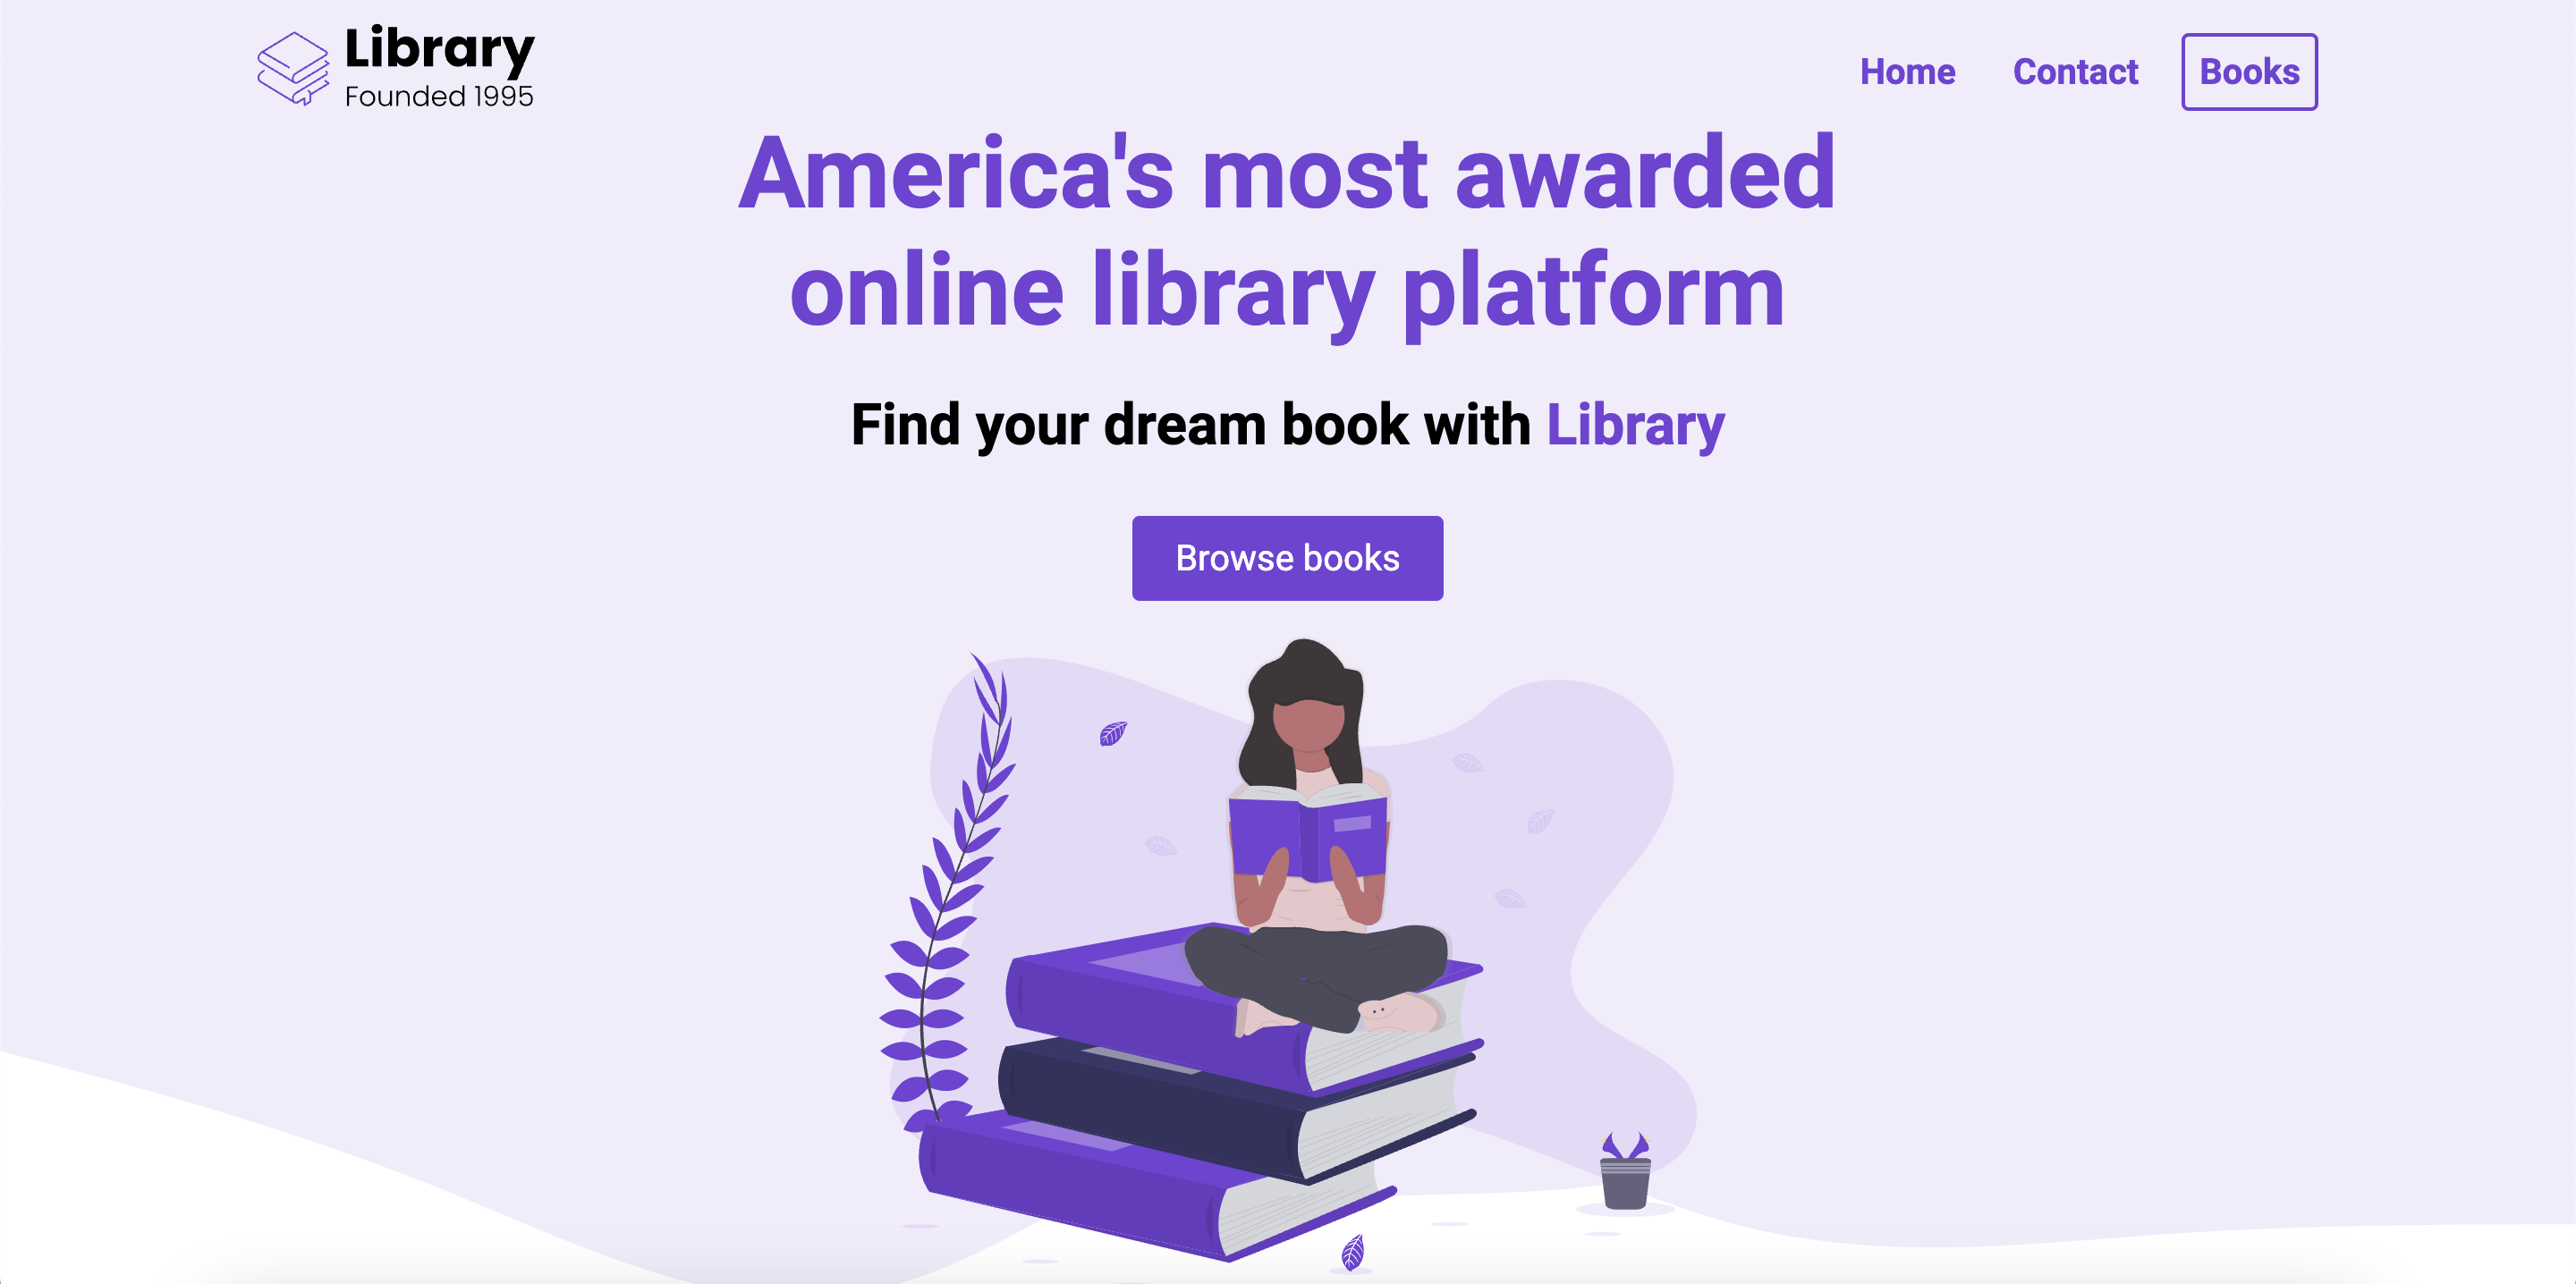 Library
Founded 1995
Home
Contact
Books
America's most awarded
online library platform
Find your dream book with Library
Browse books